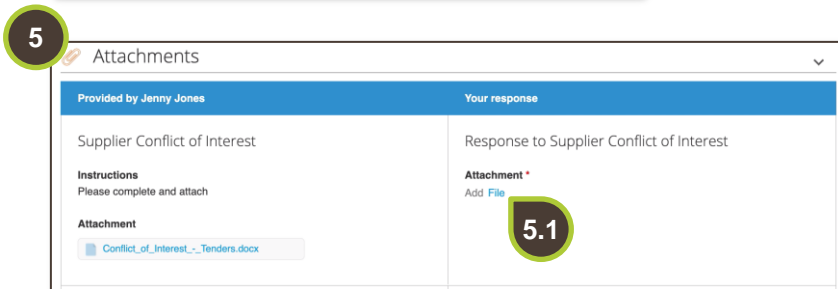 5
Attachments
Provided by Jenny Jones
Your response
Supplier Conflict of Interest
Response to Supplier Conflict of Interest
Instructions
Please complete and attach
Attachment *
Add File
5.1
Attachment
Conflict_of_Interest_-_Tenders.docx